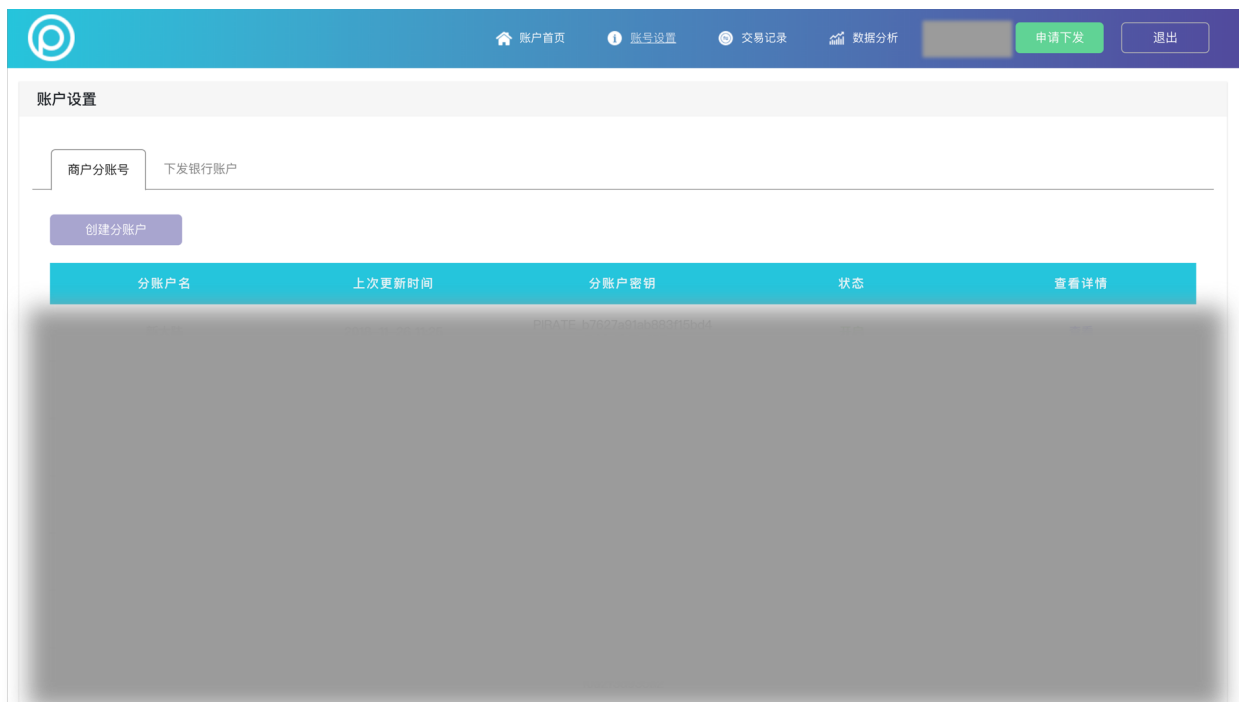 账户首页
账号设置
交易记录
数据分析
申请下发
退出
账户设置
商户分账号
下发银行账户
创建分账户
分账户名 上次更新时间 分账户密钥 状态 查看详情